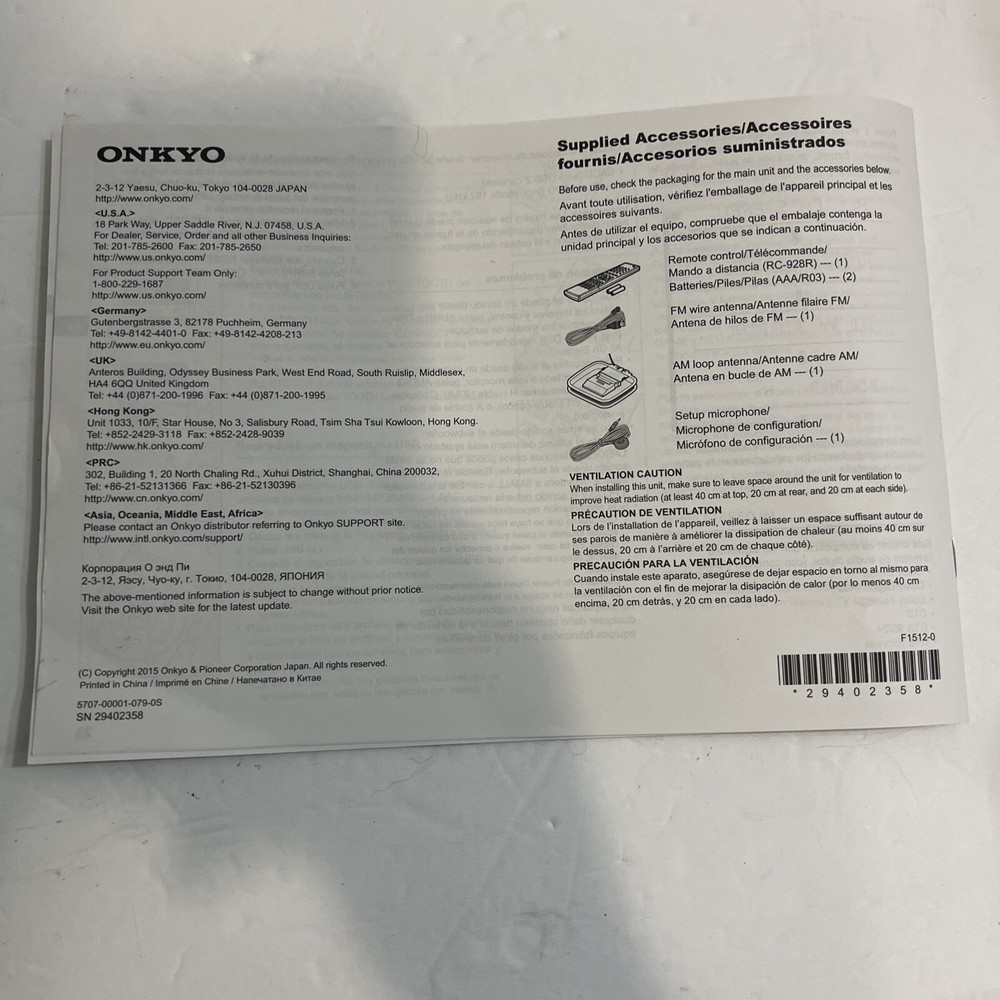 ONKYO
2-3-12 Yaesu, Chuo-ku, Tokyo 104-0028 JAPAN
http://www.onkyo.com/
<U.S.A.>
18 Park Way, Upper Saddle River, N.J. 07458, U.S.A.
For Dealer, Service, Order and all other Business Inquiries:
Tel: 201-785-2600 Fax: 201-785-2650
http://www.us.onkyo.com/
For Product Support Team Only:
1-800-229-1687
http://www.us.onkyo.com/
<Germany>
Gutenbergstrasse 3, 82178 Puchheim, Germany
Tel: +49-8142-4401-0 Fax: +49-8142-4208-213
http://www.eu.onkyo.com/
<UK>
Anteros Building, Odyssey Business Park, West End Road, South Ruislip, Middlesex,
HA4 6QQ United Kingdom
Tel: +44 (0)871-200-1996 Fax: +44 (0)871-200-1995
<Hong Kong>
Unit 1033, 10/F, Star House, No 3, Salisbury Road, Tsim Sha Tsui Kowloon, Hong Kong.
Tel: +852-2429-3118 Fax: +852-2428-9039
http://www.hk.onkyo.com/
<PRC>
302, Building 1, 20 North Chaling Rd., Xuhui District, Shanghai, China 200032,
Tel: +86-21-52131366 Fax: +86-21-52130396
http://www.cn.onkyo.com/
<Asia, Oceania, Middle East, Africa>
Please contact an Onkyo distributor referring to Onkyo SUPPORT site.
http://www.intl.onkyo.com/support/
Корпорация О энд Пи
2-3-12, Яэсу, Чуо-ку, г. Токио, 104-0028, ЯПОНИЯ
The above-mentioned information is subject to change without prior notice.
Visit the Onkyo web site for the latest update.
(C) Copyright 2015 Onkyo & Pioneer Corporation Japan. All rights reserved.
Printed in China / Imprimé en Chine / Напечатано в Китае
5707-00001-079-0S
SN 29402358
Supplied Accessories/Accessoires
fournis/Accesorios suministrados
Before use, check the packaging for the main unit and the accessories below.
Avant toute utilisation, vérifiez l'emballage de l'appareil principal et les
accessoires suivants.
Antes de utilizar el equipo, compruebe que el embalaje contenga la
unidad principal y los accesorios que se indican a continuación.
Remote control/Télécommande/
Mando a distancia (RC-928R) --- (1)
Batteries/Piles/Pilas (AAA/R03) --- (2)
FM wire antenna/Antenne filaire FM/
Antena de hilos de FM --- (1)
AM loop antenna/Antenne cadre AM/
Antena en bucle de AM --- (1)
Setup microphone/
Microphone de configuration/
Micrófono de configuración --- (1)
VENTILATION CAUTION
When installing this unit, make sure to leave space around the unit for ventilation to
improve heat radiation (at least 40 cm at top, 20 cm at rear, and 20 cm at each side).
PRÉCAUTION DE VENTILATION
Lors de l'installation de l'appareil, veillez à laisser un espace suffisant autour de
ses parois de manière à améliorer la dissipation de chaleur (au moins 40 cm sur
le dessus, 20 cm à l'arrière et 20 cm de chaque côté).
PRECAUCIÓN PARA LA VENTILACIÓN
Cuando instale este aparato, asegúrese de dejar espacio en torno al mismo para
la ventilación con el fin de mejorar la disipación de calor (por lo menos 40 cm
encima, 20 cm detrás, y 20 cm en cada lado).
F1512-0
* 2 9 4 0 2 3 5 8 *